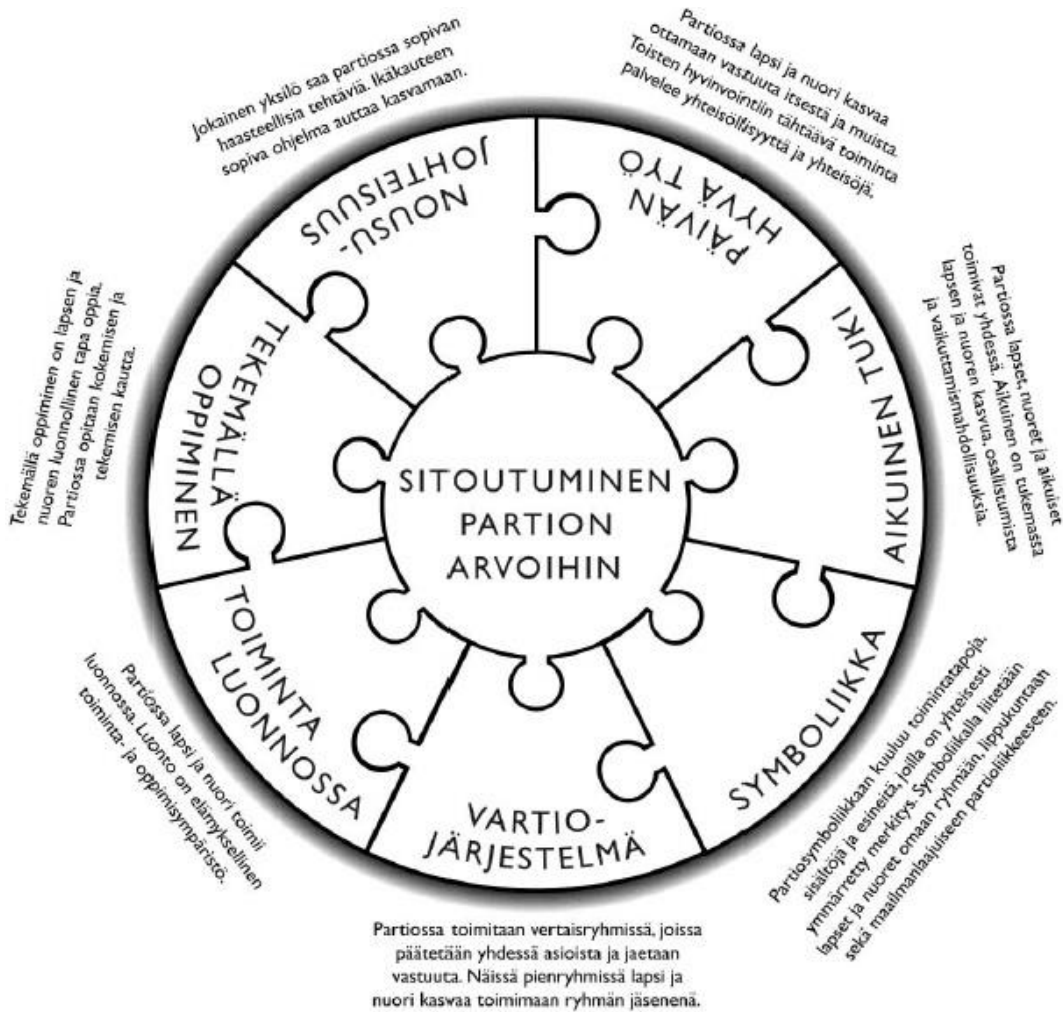 Jokainen yksilö saa partiossa sopivan
haasteellisia tehtäviä. Ikäkauteen
sopiva ohjelma auttaa kasvamaan.
Partiossa lapsi ja nuori kasvaa
ottamaan vastuuta itsestä ja muista.
Toisten hyvinvointiin tähtäävä toiminta
palvelee yhteisöllisyyttä ja yhteisöjä.
NOUSU-
JOHTEISUUS
PÄIVÄN
HYVÄ TYÖ
Tekemällä oppiminen on lapsen ja
nuoren luonnollinen tapa oppia.
Partiossa opitaan kokemisen ja
tekemisen kautta.
TEKEMÄLLÄ
OPPIMINEN
AIKUINEN TUKI
Partiossa lapset, nuoret ja aikuiset
toimivat yhdessä. Aikuinen on tukemassa
lapsen ja nuoren kasvua, osallistumista
ja vaikuttamismahdollisuuksia.
SITOUTUMINEN
PARTION
ARVOIHIN
TOIMINTA
LUONNOSSA
Partiossa lapsi ja nuori toimii
luonnossa. Luonto on elämyksellinen
toiminta- ja oppimisympäristö.
VARTIO-
JÄRJESTELMÄ
SYMBOLIIKKA
Partiosymboliikkaan kuuluu toimintatapoja,
sisältöjä ja esineitä, joilla on yhteisesti
ymmärretty merkitys. Symboliikalla liitetään
lapset ja nuoret omaan ryhmään, lippukuntaan
sekä maailmanlaajuiseen partioliikkeeseen.
Partiossa toimitaan vertaisryhmissä, joissa
päätetään yhdessä asioista ja jaetaan
vastuuta. Näissä pienryhmissä lapsi ja
nuori kasvaa toimimaan ryhmän jäsenenä.